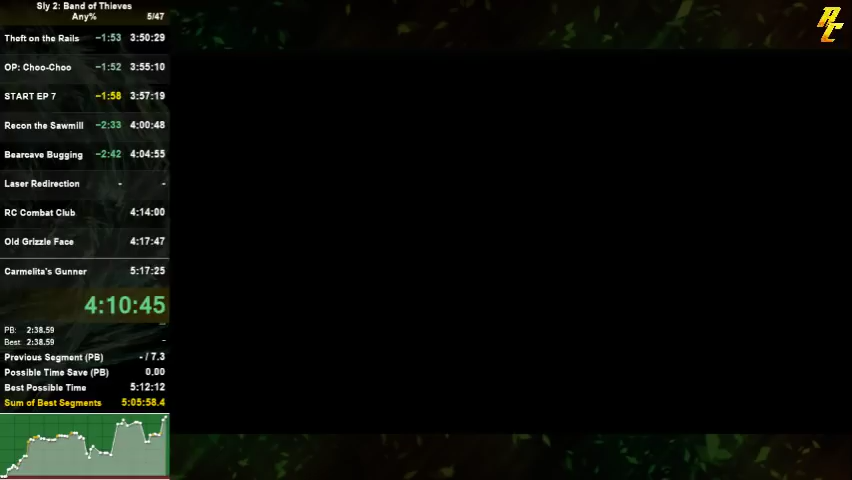 Sly 2: Band of Thieves
Any% 5/47
Theft on the Rails -1:53 3:50:29
OP: Choo-Choo -1:52 3:55:10
START EP 7 -1:58 3:57:19
Recon the Sawmill -2:33 4:00:48
Bearcave Bugging -2:42 4:04:55
Laser Redirection - -
RC Combat Club 4:14:00
Old Grizzle Face 4:17:47
Carmelita's Gunner 5:17:25
4:10:45
PB: 2:38.59 -
Best: 2:38.59 -
Previous Segment (PB) - / 7.3
Possible Time Save (PB) 0.00
Best Possible Time 5:12:12
Sum of Best Segments 5:05:58.4